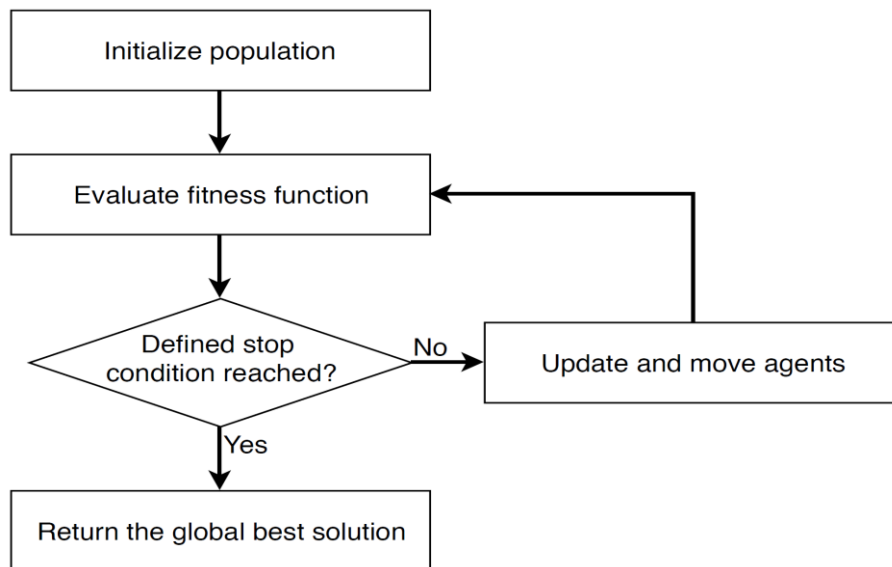 Initialize population
Evaluate fitness function
Defined stop
condition reached?
No
Update and move agents
Yes
Return the global best solution